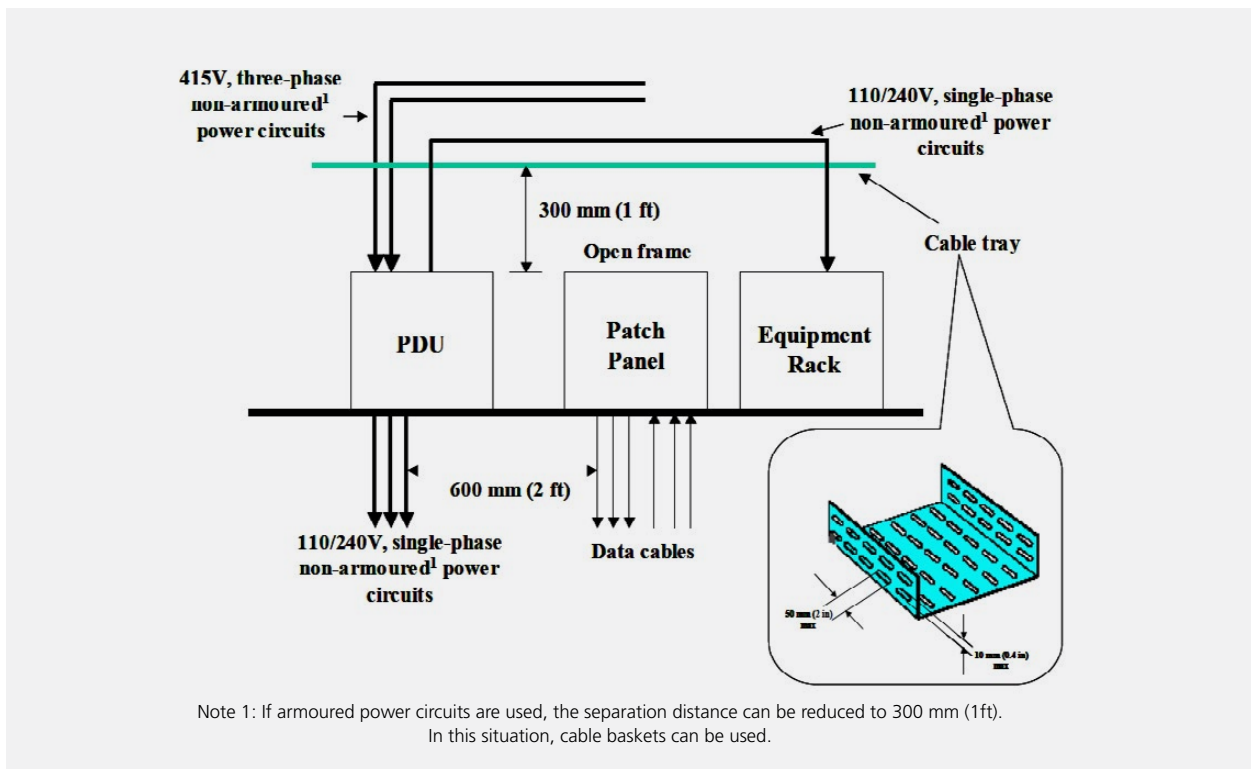 415V, three-phase
non-armoured¹
power circuits
110/240V, single-phase
non-armoured¹ power
circuits
300 mm (1 ft)
Open frame
Cable tray
PDU
Patch
Panel
Equipment
Rack
600 mm (2 ft)
110/240V, single-phase
non-armoured¹ power
circuits
Data cables
50 mm (2 in)
max
10 mm (0.4 in)
max
Note 1: If armoured power circuits are used, the separation distance can be reduced to 300 mm (1ft).
In this situation, cable baskets can be used.